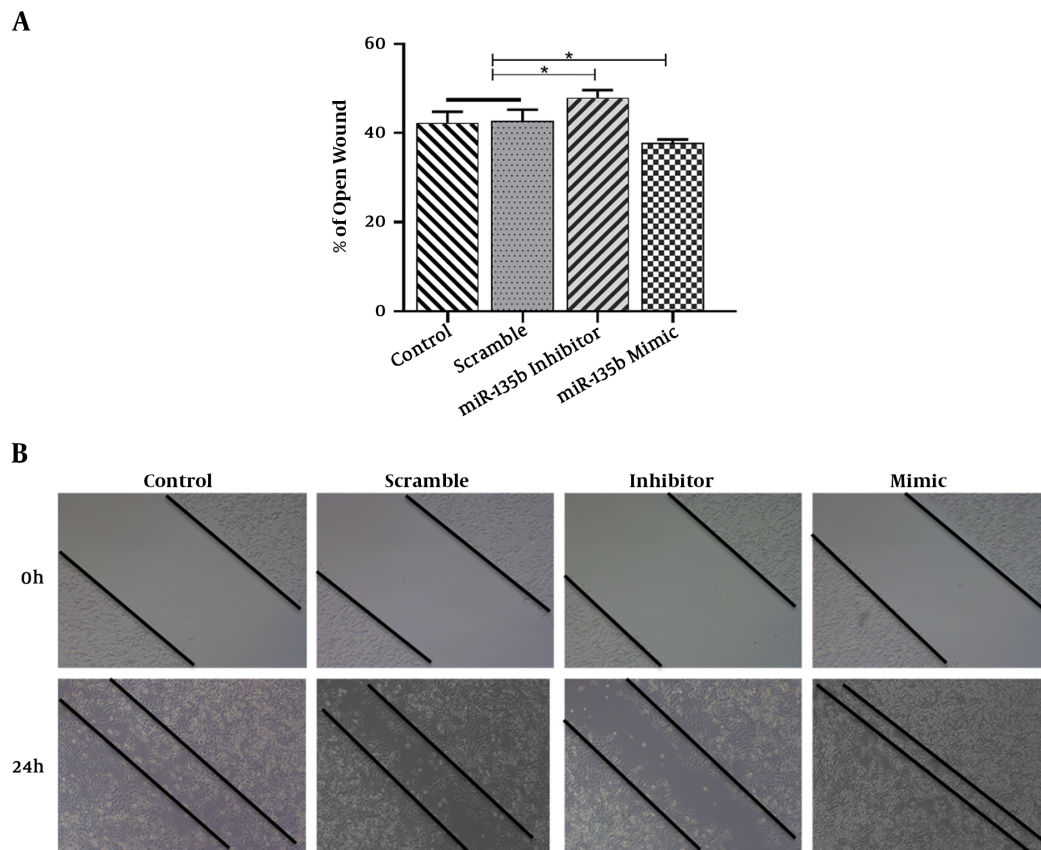 A
60
40
20
0
% of Open Wound
*
*
Control
Scramble
miR-135b Inhibitor
miR-135b Mimic
B
Control Scramble Inhibitor Mimic
0h
24h